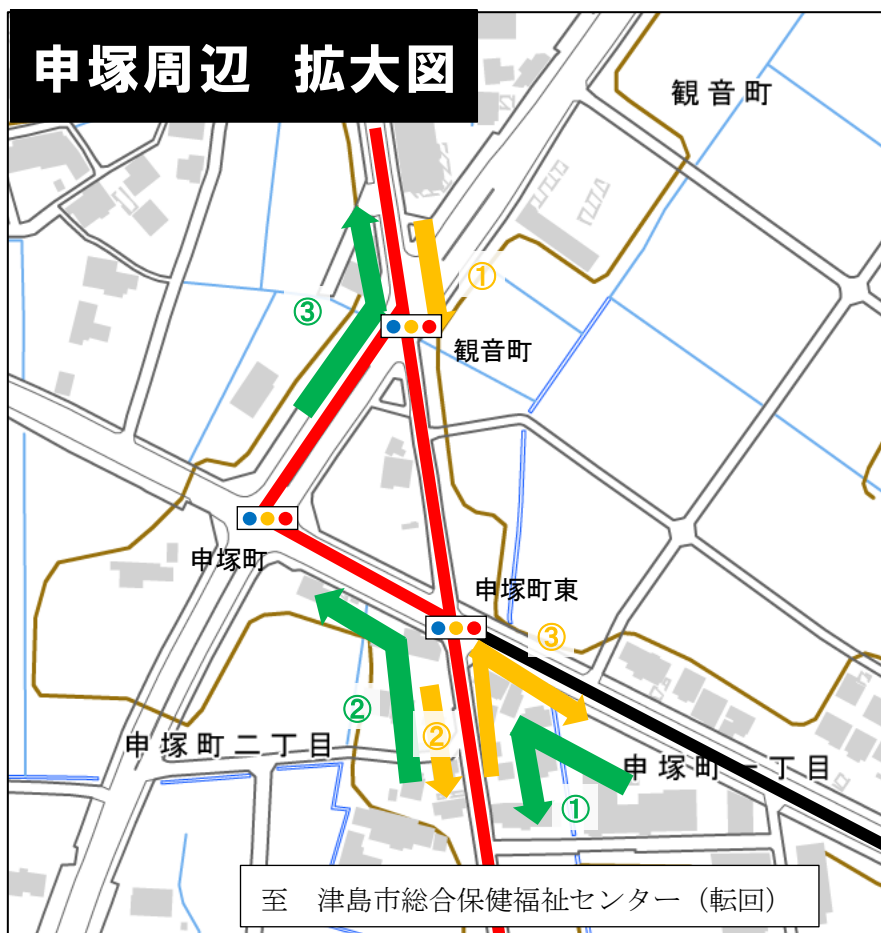 申塚周辺 拡大図
観音町
①
③
観音町
申塚町
申塚町東
③
②
②
申塚町二丁目
申塚町一丁目
①
至 津島市総合保健福祉センター（転回）